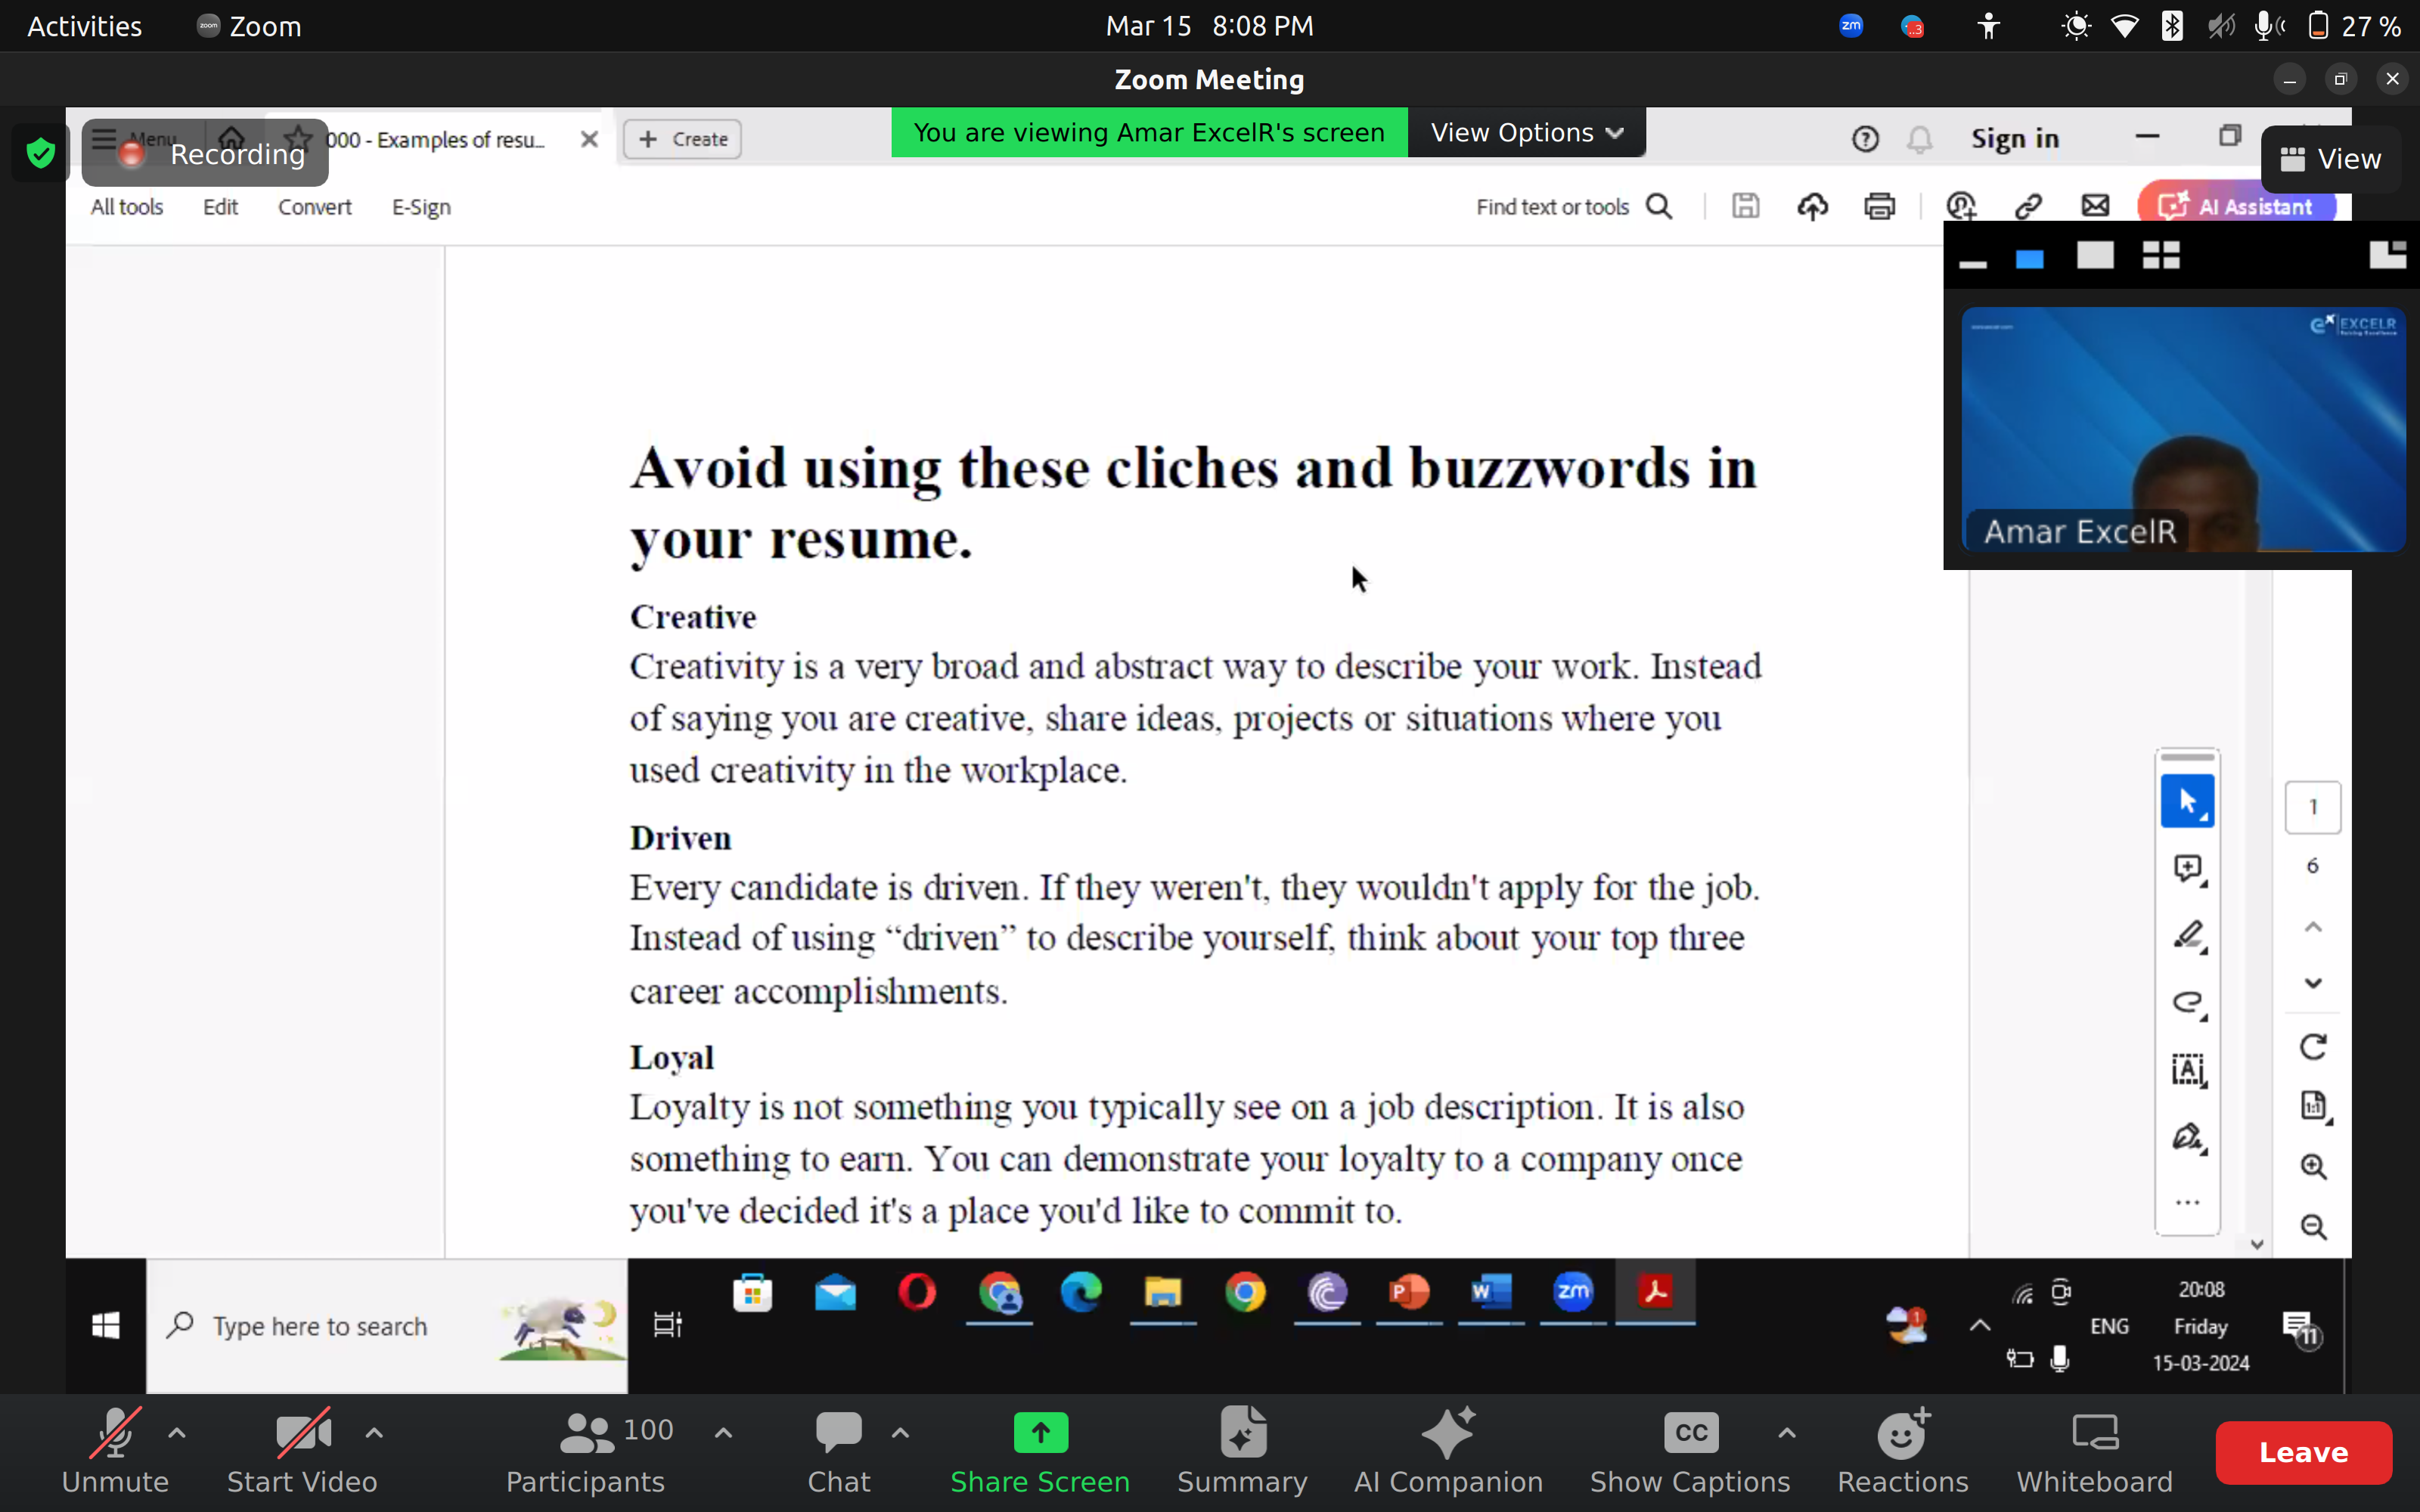 Activities
zoom Zoom
Mar 15 8:08 PM
zm
27 %
Zoom Meeting
Menu
Recording
000 - Examples of resu...
+ Create
You are viewing Amar ExcelR's screen
View Options
Sign in
View
All tools Edit Convert E-Sign
Find text or tools
AI Assistant
EXCELR
Amar ExcelR
Avoid using these cliches and buzzwords in
your resume.
Creative
Creativity is a very broad and abstract way to describe your work. Instead
of saying you are creative, share ideas, projects or situations where you
used creativity in the workplace.
Driven
Every candidate is driven. If they weren't, they wouldn't apply for the job.
Instead of using “driven” to describe yourself, think about your top three
career accomplishments.
Loyal
Loyalty is not something you typically see on a job description. It is also
something to earn. You can demonstrate your loyalty to a company once
you've decided it's a place you'd like to commit to.
1
6
A
1:1
Type here to search
P
W
zm
1
ENG
20:08
Friday
15-03-2024
11
100
CC
Unmute
Start Video
Participants
Chat
Share Screen
Summary
AI Companion
Show Captions
Reactions
Whiteboard
Leave